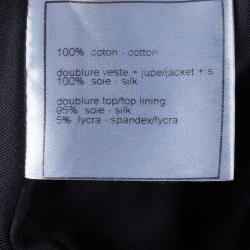 100% coton - cotton
doublure veste + jupe/jacket + s
100% soie - silk
doublure top/top lining
95% soie - silk
5% lycra - spandex/lycra